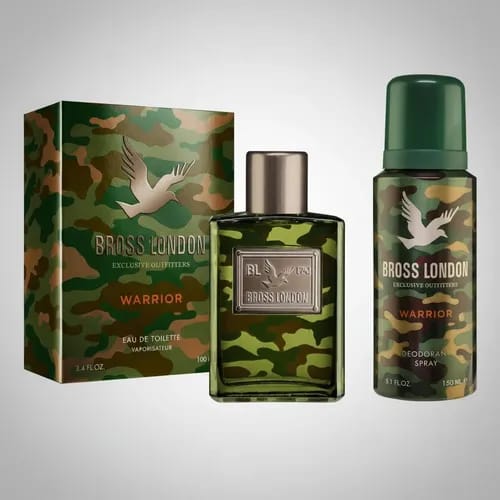 BROSS LONDON
EXCLUSIVE OUTFITTERS
WARRIOR
EAU DE TOILETTE
VAPORISATEUR
3.4 FL.OZ.
100
BL
BROSS LONDON
BROSS LONDON
EXCLUSIVE OUTFITTERS
WARRIOR
DEODORANT
SPRAY
5.1 FL.OZ. 150 ML e